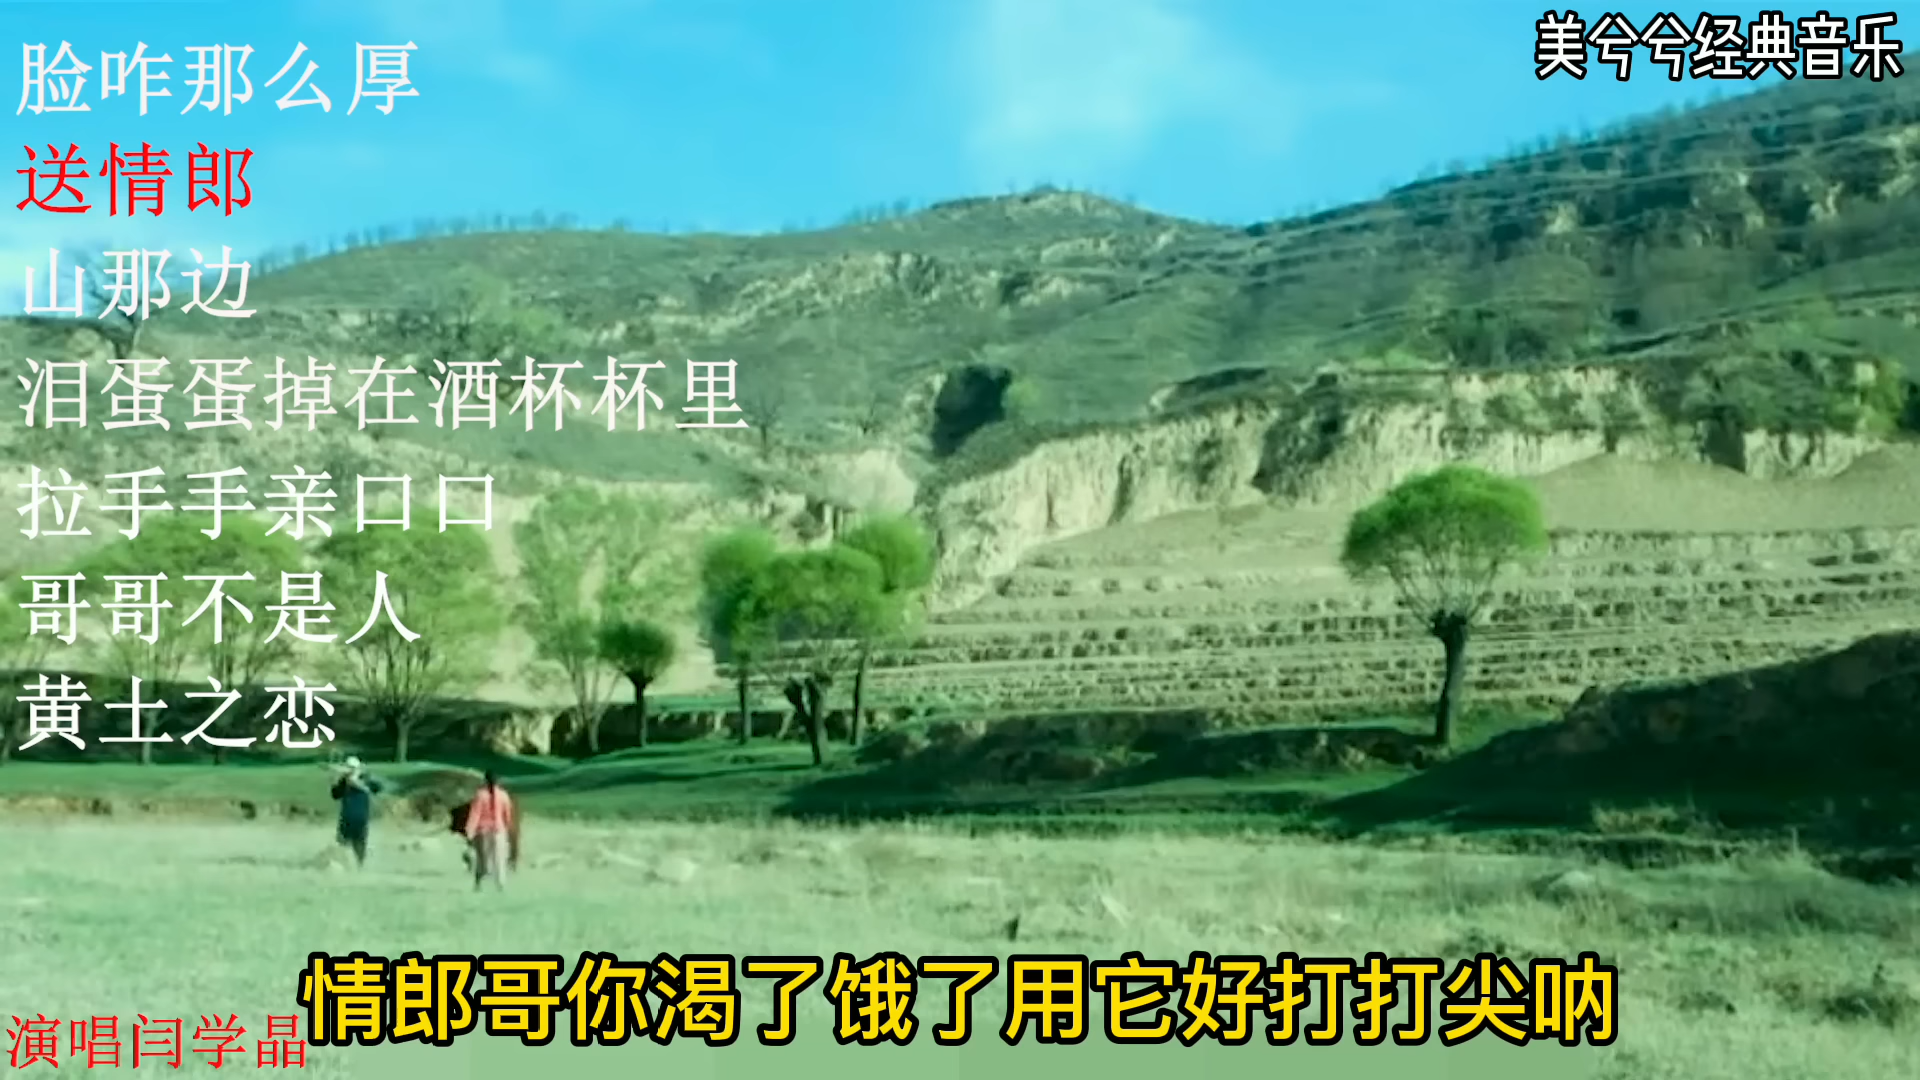 美兮兮经典音乐
脸咋那么厚
送情郎
山那边
泪蛋蛋掉在酒杯杯里
拉手手亲口口
哥哥不是人
黄土之恋
情郎哥你渴了饿了用它好打打尖呐
演唱闫学晶